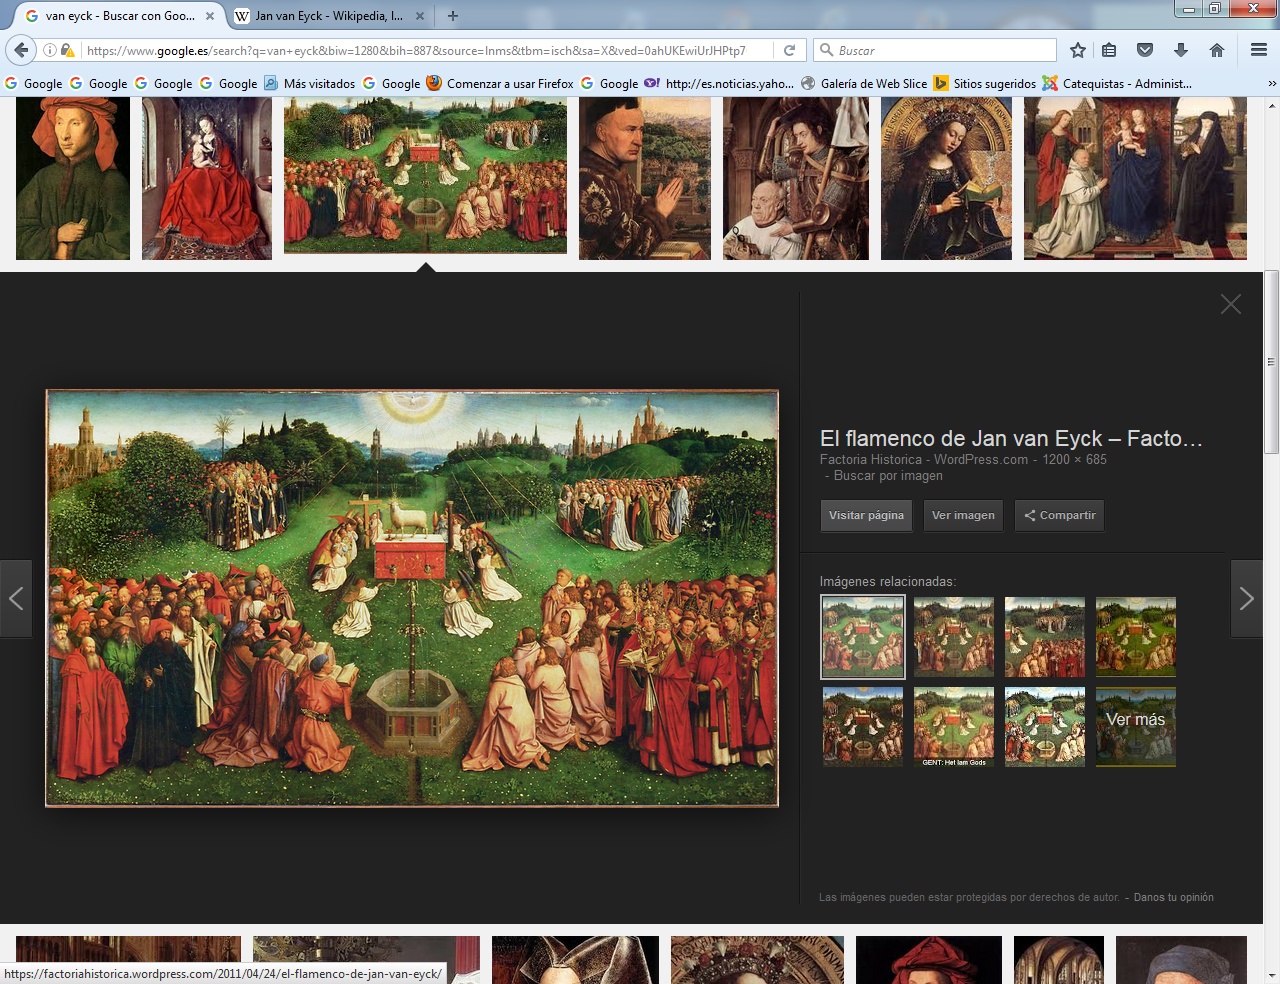 van eyck - Buscar con Goo...
Jan van Eyck - Wikipedia, l...
https://www.google.es/search?q=van+eyck&biw=1280&bih=887&source=lnms&tbm=isch&sa=X&ved=0ahUKEwiUrJHPtp7
Buscar
Google Google Google Google Más visitados Google Comenzar a usar Firefox Google http://es.noticias.yaho... Galería de Web Slice Sitios sugeridos Catequistas - Administ...
El flamenco de Jan van Eyck – Facto…
Factoria Historica - WordPress.com - 1200 × 685
- Buscar por imagen
Visitar página Ver imagen Compartir
Imágenes relacionadas:
Ver más
GENT: Het lam Gods
Las imágenes pueden estar protegidas por derechos de autor. - Danos tu opinión
https://factoriahistorica.wordpress.com/2011/04/24/el-flamenco-de-jan-van-eyck/